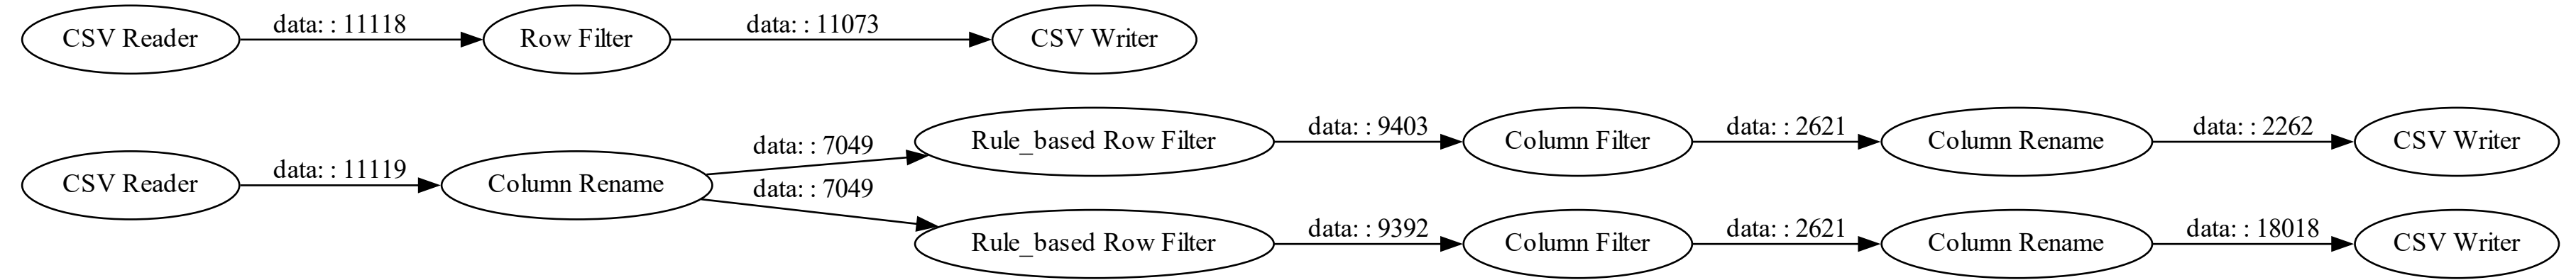 CSV Reader
data: : 11118
Row Filter
data: : 11073
CSV Writer
CSV Reader
data: : 11119
Column Rename
data: : 7049
Rule_based Row Filter
data: : 9403
Column Filter
data: : 2621
Column Rename
data: : 2262
CSV Writer
data: : 7049
Rule_based Row Filter
data: : 9392
Column Filter
data: : 2621
Column Rename
data: : 18018
CSV Writer